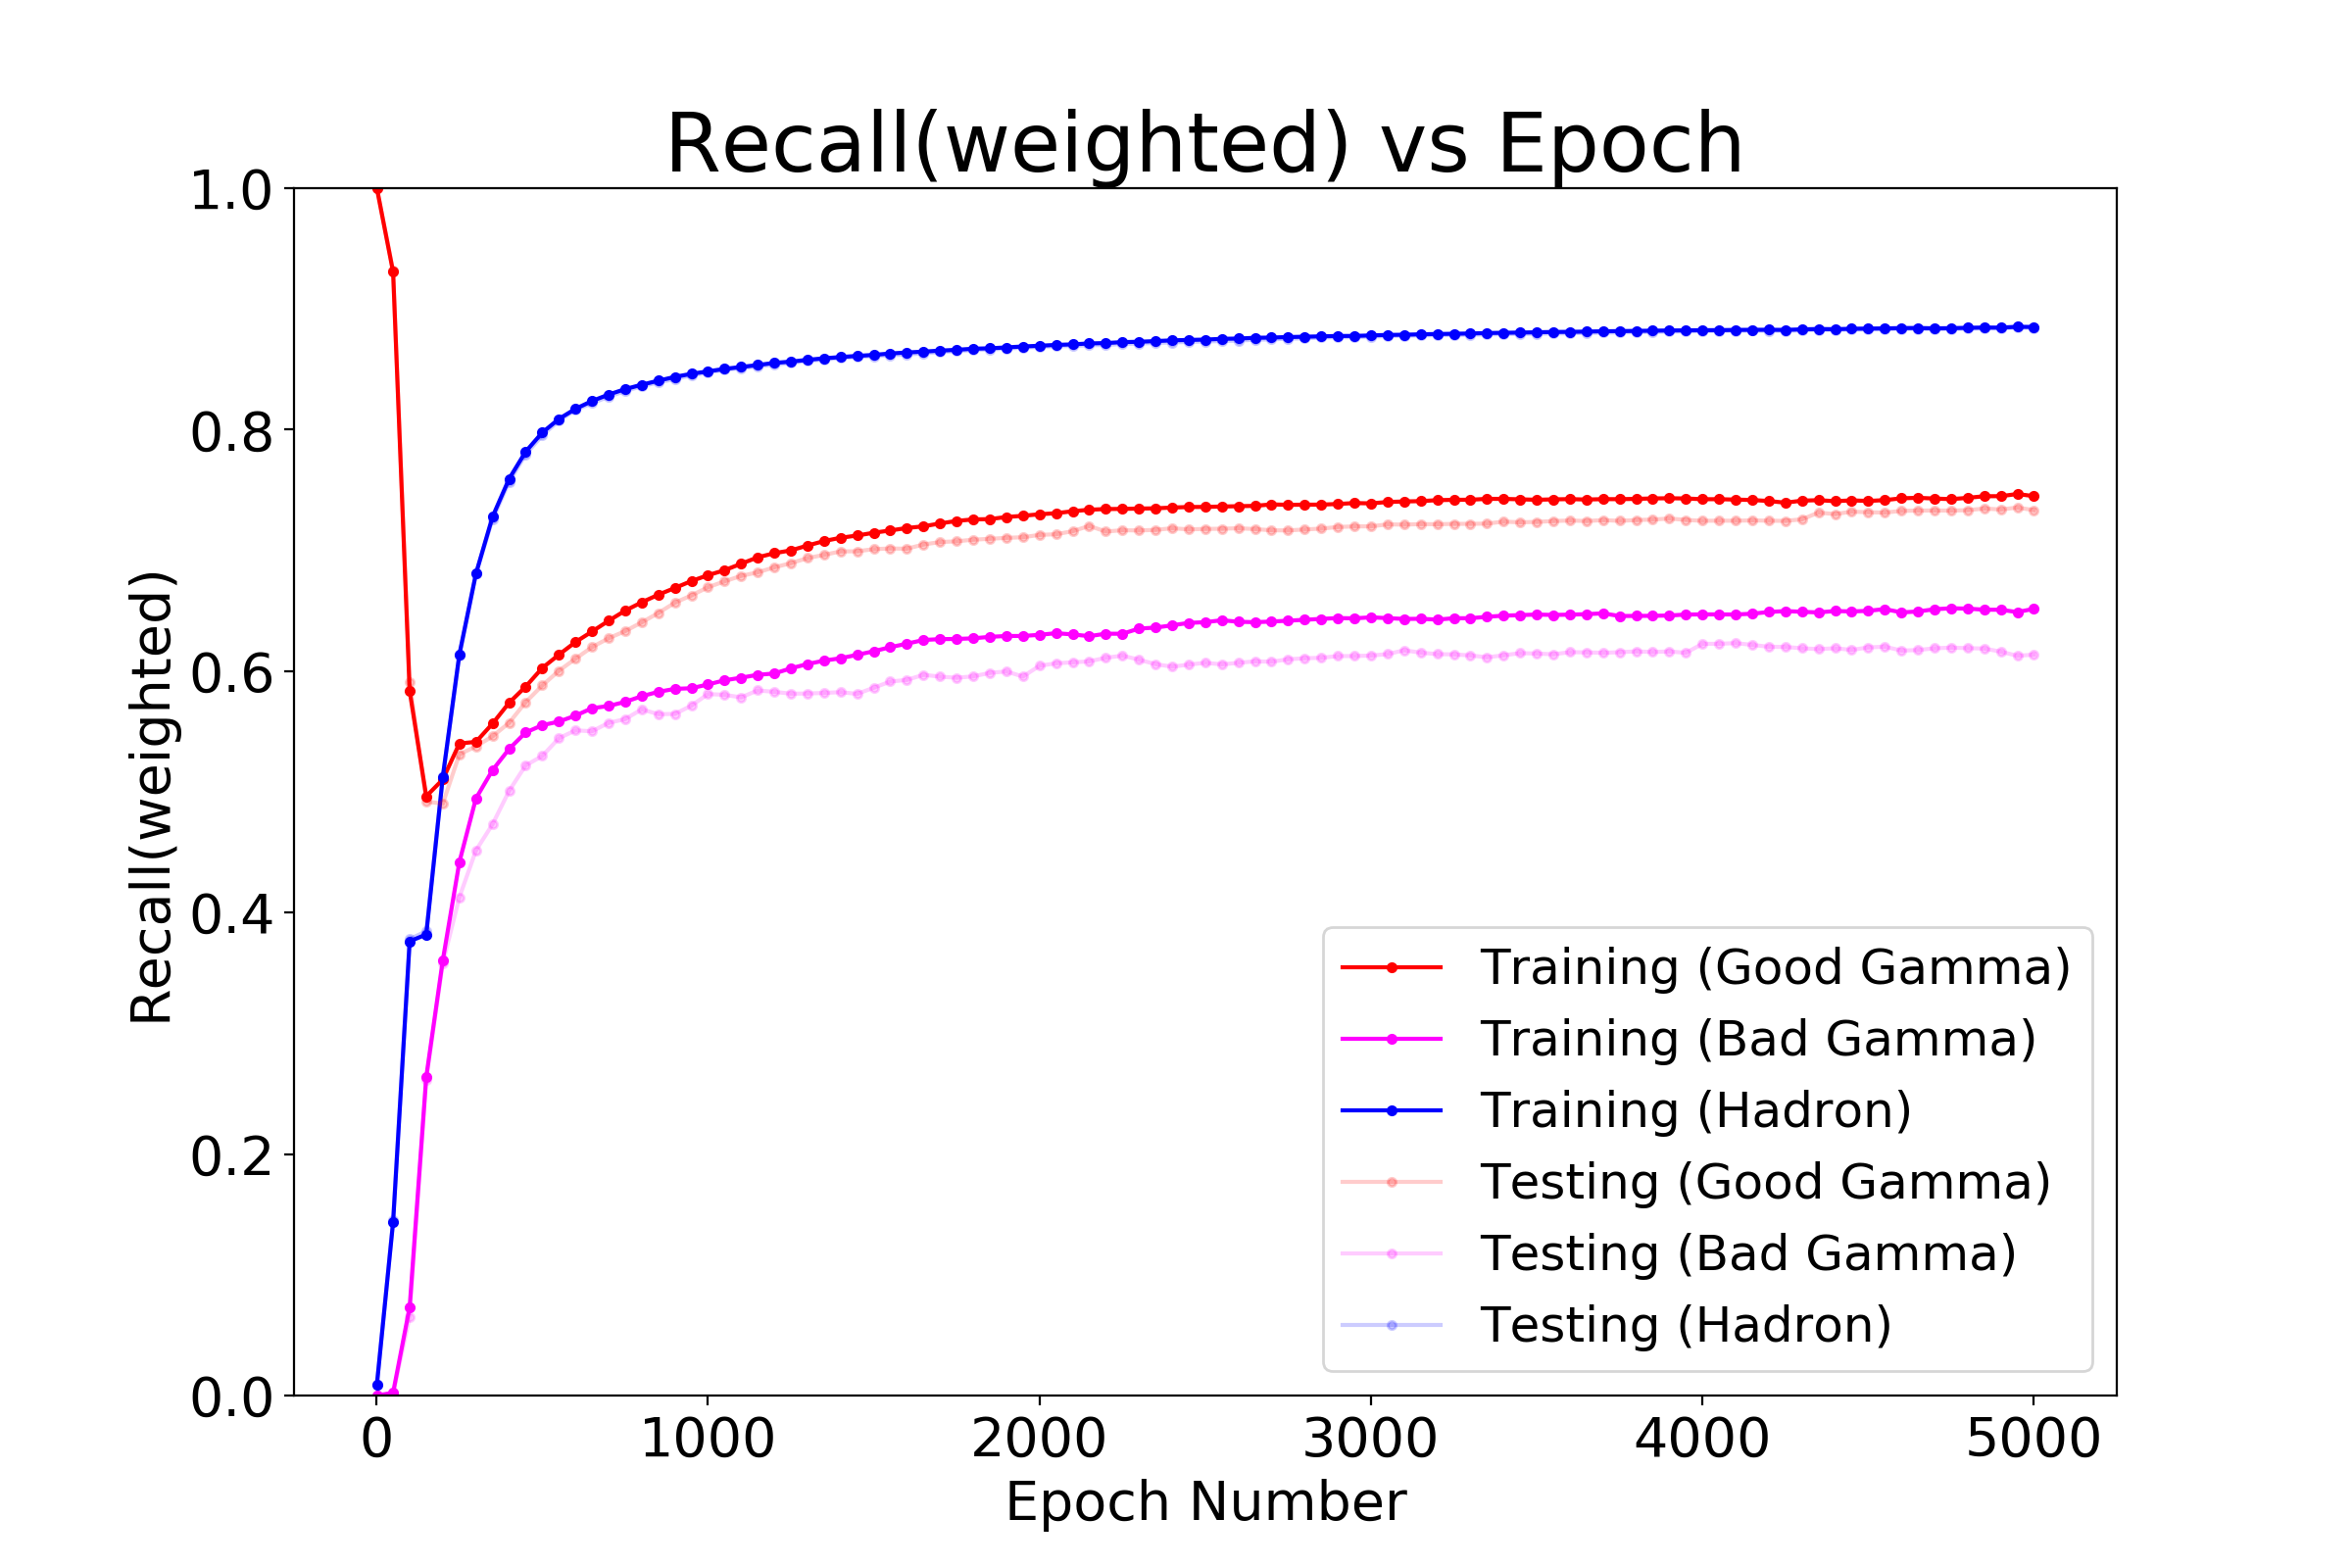 Recall(weighted) vs Epoch
Recall(weighted)
1.0
0.8
0.6
0.4
0.2
0.0
0 1000 2000 3000 4000 5000
Epoch Number
Training (Good Gamma)
Training (Bad Gamma)
Training (Hadron)
Testing (Good Gamma)
Testing (Bad Gamma)
Testing (Hadron)